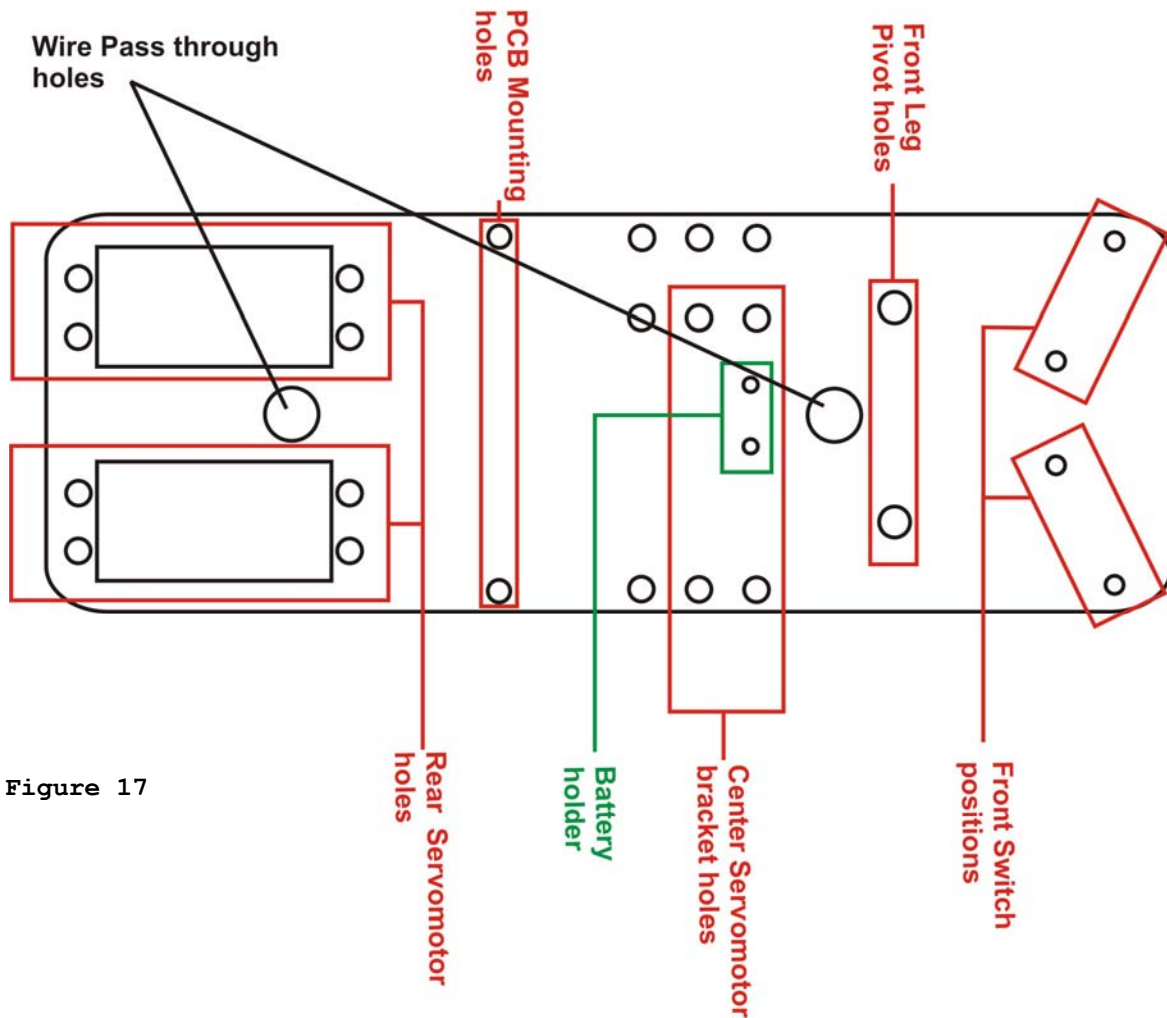 Wire Pass through
holes
PCB Mounting
holes
Front Leg
Pivot holes
Figure 17
Rear Servomotor
holes
Battery
holder
Center Servomotor
bracket holes
Front Switch
positions